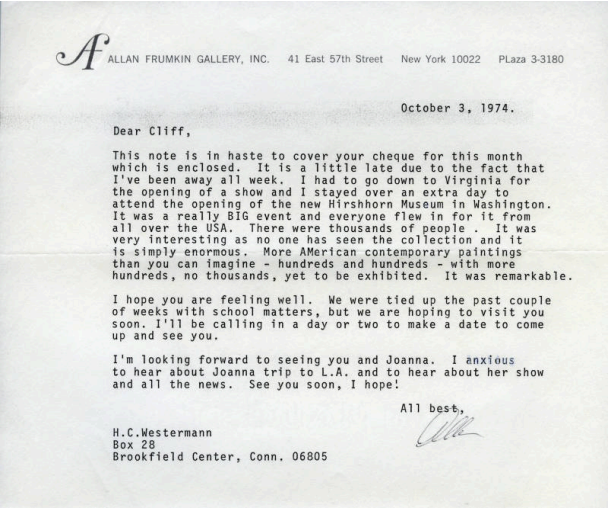 AF ALLAN FRUMKIN GALLERY, INC. 41 East 57th Street New York 10022 PLaza 3-3180
October 3, 1974.
Dear Cliff,
This note is in haste to cover your cheque for this month
which is enclosed. It is a little late due to the fact that
I've been away all week. I had to go down to Virginia for
the opening of a show and I stayed over an extra day to
attend the opening of the new Hirshhorn Museum in Washington.
It was a really BIG event and everyone flew in for it from
all over the USA. There were thousands of people . It was
very interesting as no one has seen the collection and it
is simply enormous. More AMerican contemporary paintings
than you can imagine - hundreds and hundreds - with more
hundreds, no thousands, yet to be exhibited. It was remarkable.
I hope you are feeling well. We were tied up the past couple
of weeks with school matters, but we are hoping to visit you
soon. I'll be calling in a day or two to make a date to come
up and see you.
I'm looking forward to seeing you and Joanna. I anxious
to hear about Joanna trip to L.A. and to hear about her show
and all the news. See you soon, I hope!
All best,
Allan
H.C.Westermann
Box 28
Brookfield Center, Conn. 06805